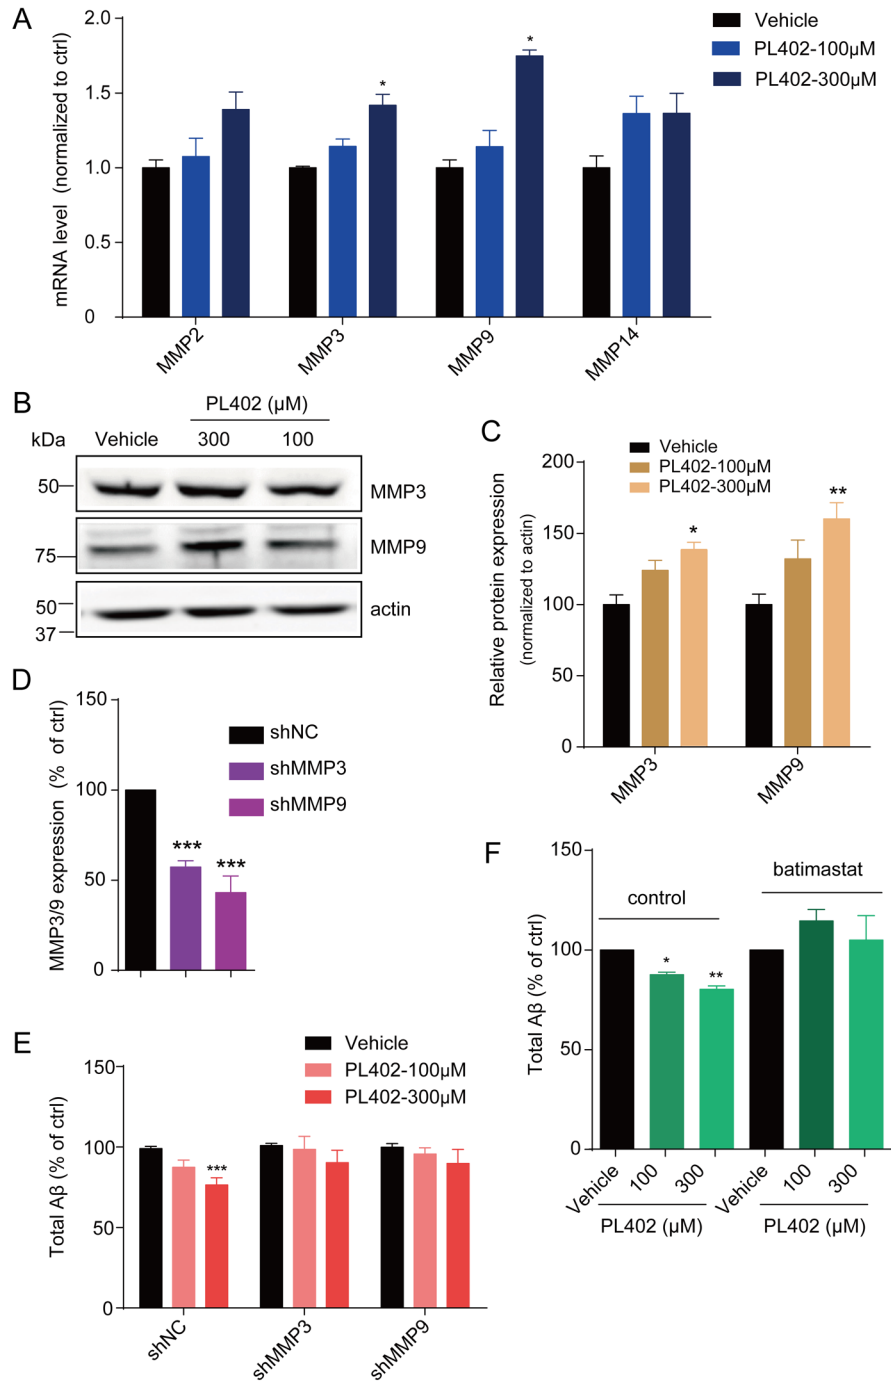 A
mRNA level (normalized to ctrl)
2.0
1.5
1.0
0.5
0
*
*
MMP2
MMP3
MMP9
MMP14
Vehicle
PL402-100μM
PL402-300μM
B
PL402 (μM)
kDa
Vehicle
300
100
50
MMP3
75
MMP9
50
37
actin
C
Relative protein expression
(normalized to actin)
200
150
100
50
0
Vehicle
PL402-100μM
PL402-300μM
*
**
MMP3
MMP9
D
MMP3/9 expression (% of ctrl)
150
100
50
0
***
***
shNC
shMMP3
shMMP9
E
Total Aβ (% of ctrl)
150
100
50
0
Vehicle
PL402-100μM
PL402-300μM
***
shNC
shMMP3
shMMP9
F
Total Aβ (% of ctrl)
150
100
50
0
control
batimastat
*
**
Vehicle
100
300
Vehicle
100
300
PL402 (μM)
PL402 (μM)